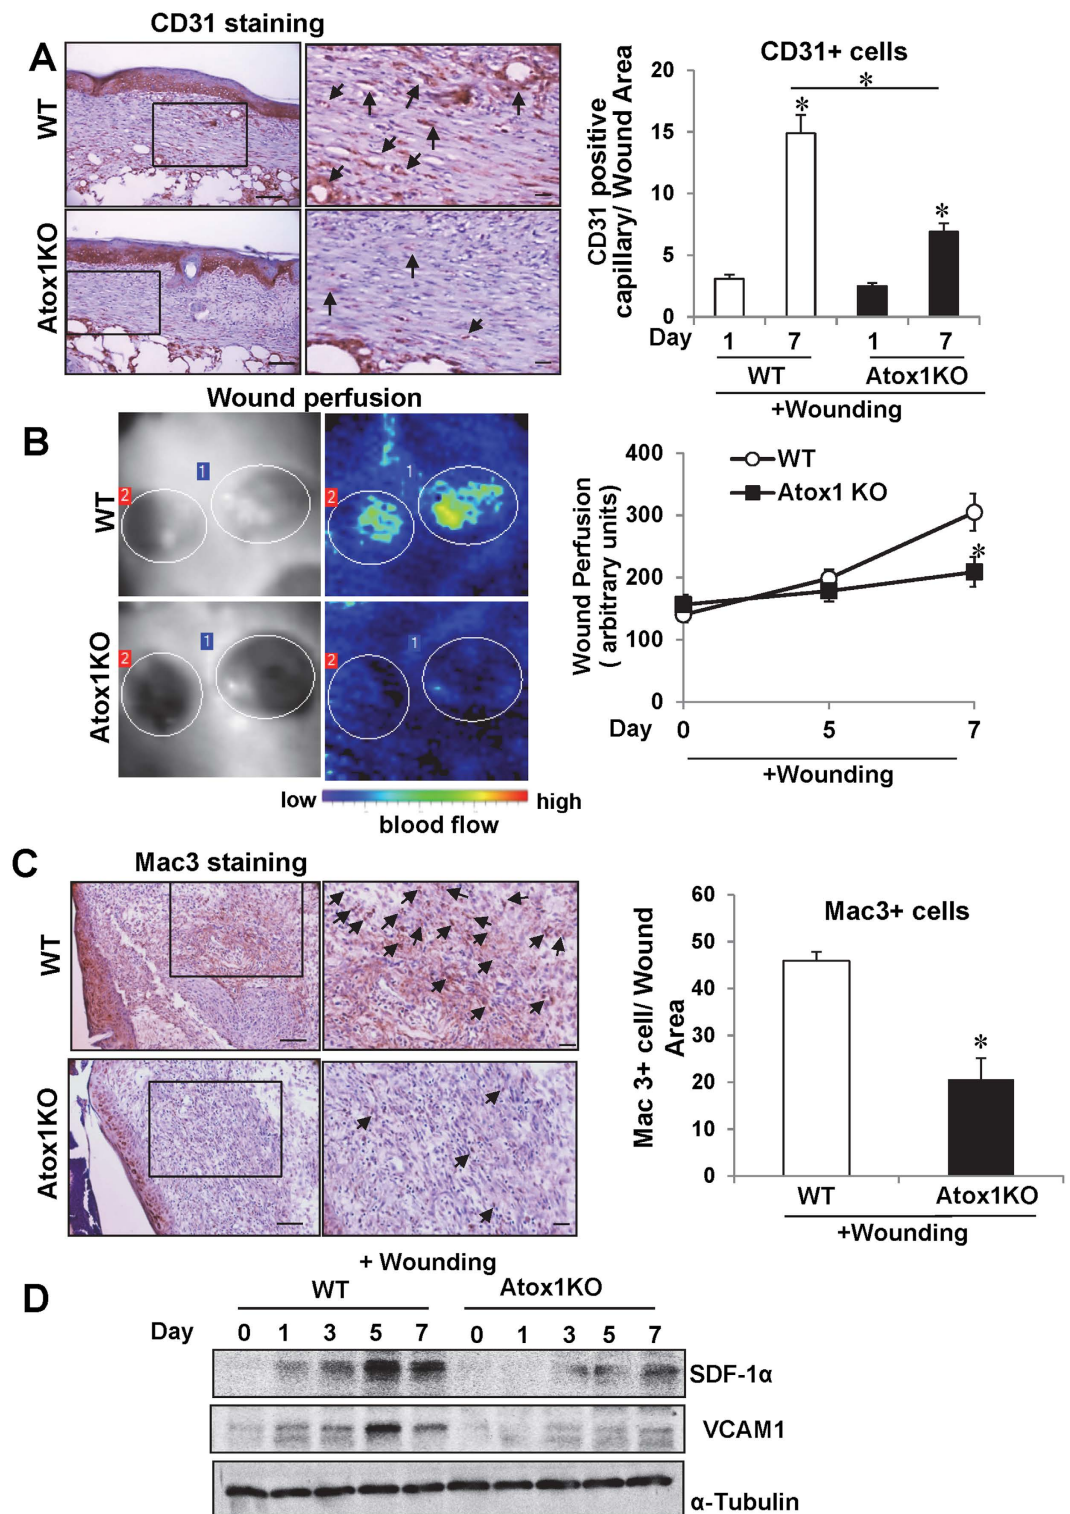 CD31 staining
A
WT
Atox1KO
CD31+ cells
CD31 positive
capillary/ Wound Area
20
15
10
5
0
*
*
*
Day 1 7 1 7
WT Atox1KO
+Wounding
Wound perfusion
B
WT
2
1
2
1
Atox1KO
2
1
2
1
low high
blood flow
Wound Perfusion
( arbitrary units)
400
300
200
100
0
WT
Atox1 KO
*
Day 0 5 7
+Wounding
C
Mac3 staining
WT
Atox1KO
Mac3+ cells
Mac 3+ cell/ Wound
Area
60
50
40
30
20
10
0
*
WT Atox1KO
+Wounding
D
+ Wounding
WT Atox1KO
Day 0 1 3 5 7 0 1 3 5 7
SDF-1α
VCAM1
α-Tubulin